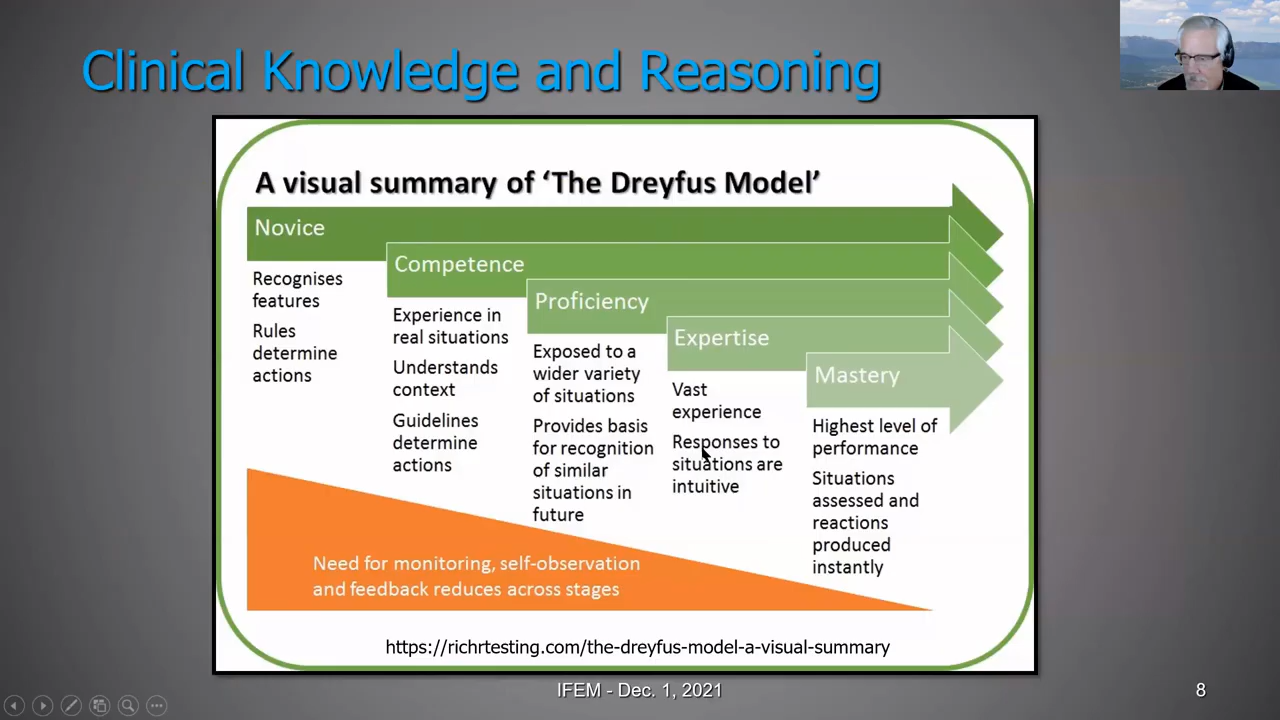 Clinical Knowledge and Reasoning
A visual summary of ‘The Dreyfus Model’
Novice
Recognises
features
Rules
determine
actions
Competence
Experience in
real situations
Understands
context
Guidelines
determine
actions
Proficiency
Exposed to a
wider variety
of situations
Provides basis
for recognition
of similar
situations in
future
Expertise
Vast
experience
Responses to
situations are
intuitive
Mastery
Highest level of
performance
Situations
assessed and
reactions
produced
instantly
Need for monitoring, self-observation
and feedback reduces across stages
https://richrtesting.com/the-dreyfus-model-a-visual-summary
IFEM - Dec. 1, 2021
8